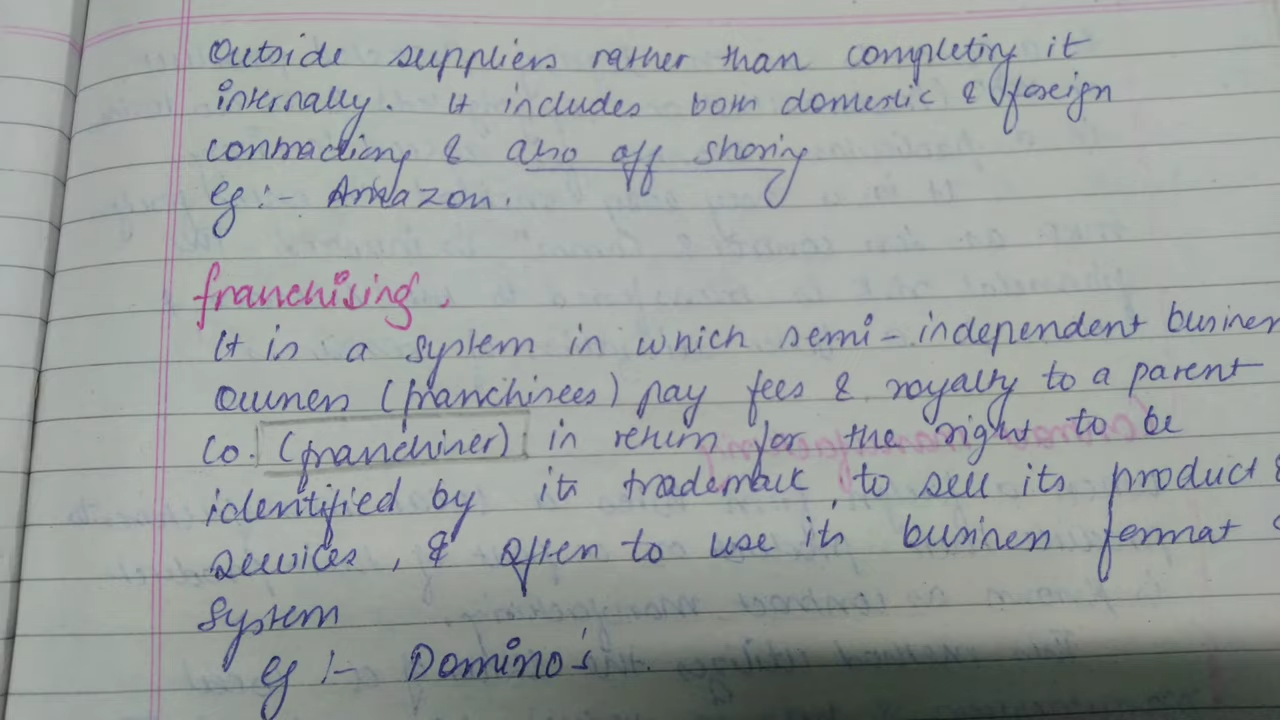 outside suppliers rather than completing it
internally. It includes both domestic & foreign
contracting & also off shoring
eg:- Amazon.
franchising.
It is a system in which semi-independent business
owners (franchisees) pay fees & royalty to a parent
co. (franchiser) in return for the right to be
identified by its trademark, to sell its product &
services, & often to use its business format &
system
eg :- Domino's.